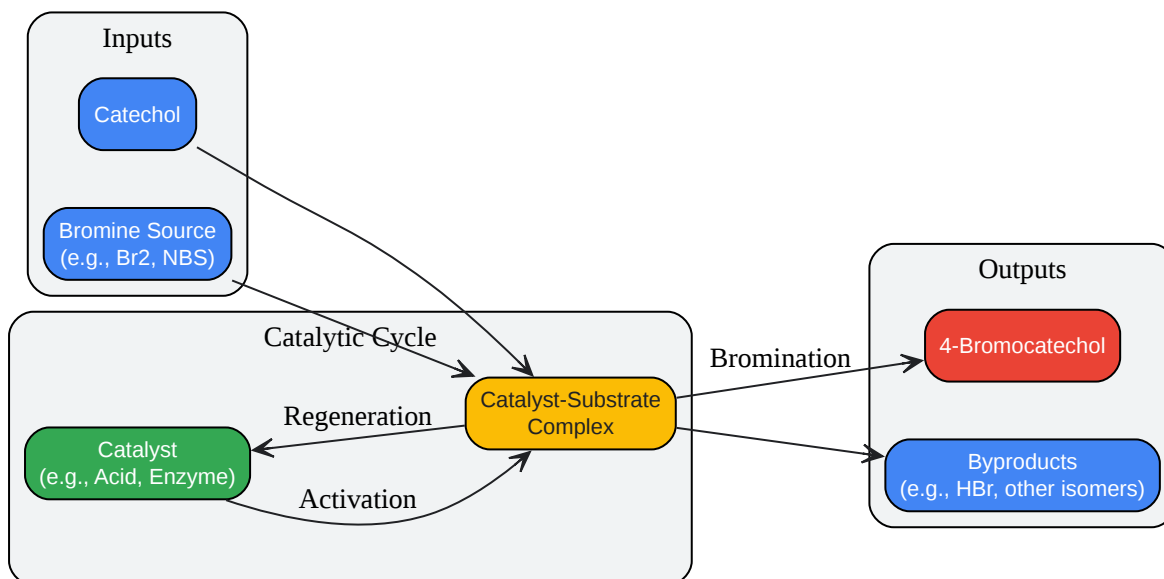 Inputs
Catechol
Bromine Source
(e.g., Br2, NBS)
Catalytic Cycle
Regeneration
Activation
Catalyst
(e.g., Acid, Enzyme)
Catalyst-Substrate
Complex
Bromination
Outputs
4-Bromocatechol
Byproducts
(e.g., HBr, other isomers)